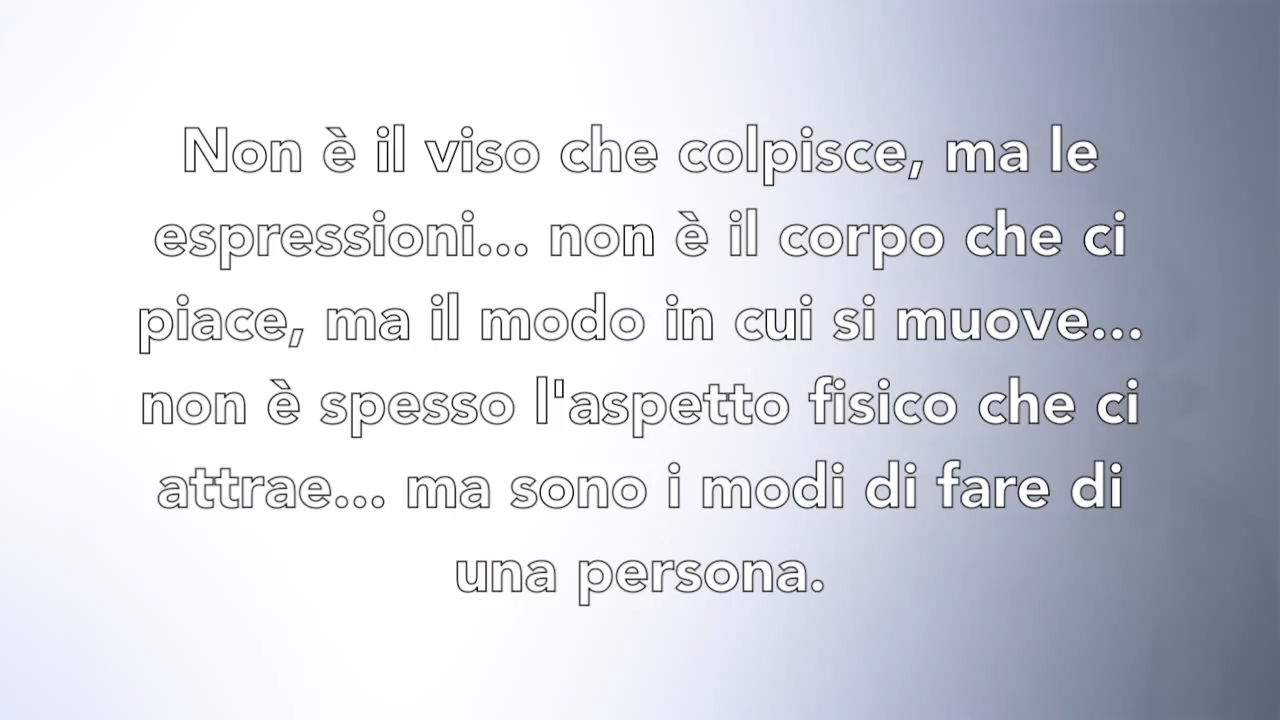 Non è il viso che colpisce, ma le
espressioni... non è il corpo che ci
piace, ma il modo in cui si muove...
non è spesso l'aspetto fisico che ci
attrae... ma sono i modi di fare di
una persona.